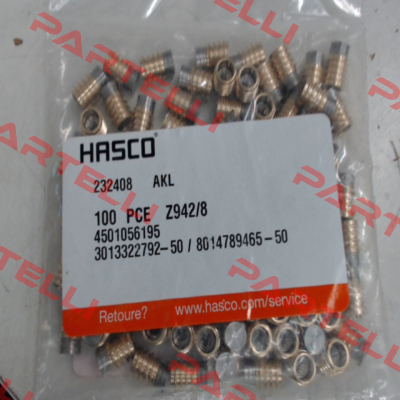 HASCO
232408 AKL
100 PCE Z942/8
4501056195
3013322792-50 / 8014789465-50
Retoure? www.hasco.com/service
PARTELLI
PARTELLI
PARTELLI
PARTELLI